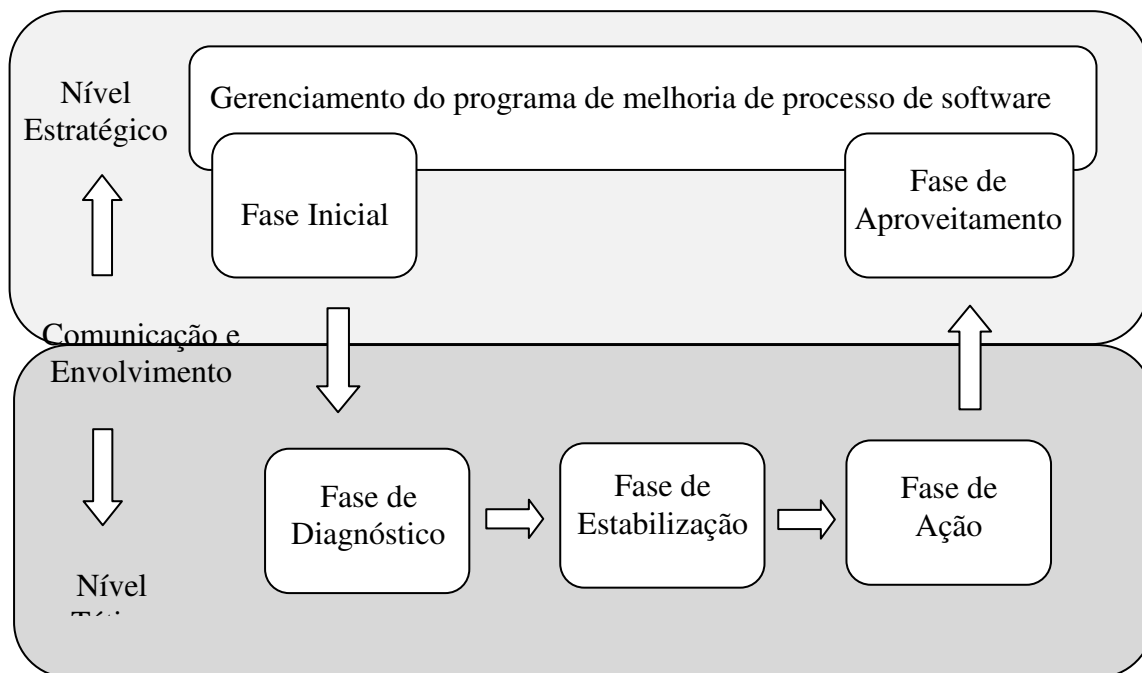 Nível
Estratégico
Gerenciamento do programa de melhoria de processo de software
Fase Inicial
Fase de
Aproveitamento
Comunicação e
Envolvimento
Fase de
Diagnóstico
Fase de
Estabilização
Fase de
Ação
Nível